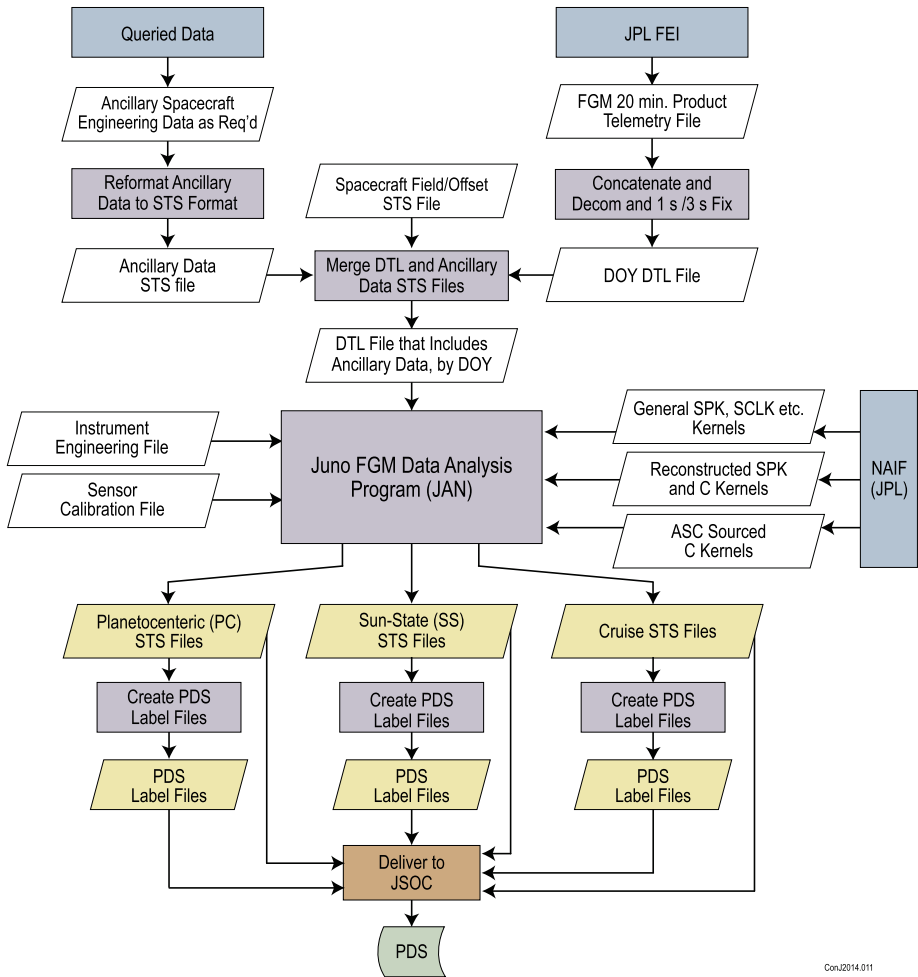 Queried Data
JPL FEI
Ancillary Spacecraft
Engineering Data as Req'd
FGM 20 min. Product
Telemetry File
Reformat Ancillary
Data to STS Format
Spacecraft Field/Offset
STS File
Concatenate and
Decom and 1 s /3 s Fix
Ancillary Data
STS file
Merge DTL and Ancillary
Data STS Files
DOY DTL File
DTL File that Includes
Ancillary Data, by DOY
Instrument
Engineering File
Sensor
Calibration File
Juno FGM Data Analysis
Program (JAN)
General SPK, SCLK etc.
Kernels
Reconstructed SPK
and C Kernels
ASC Sourced
C Kernels
NAIF
(JPL)
Planetocenteric (PC)
STS Files
Sun-State (SS)
STS Files
Cruise STS Files
Create PDS
Label Files
Create PDS
Label Files
Create PDS
Label Files
PDS
Label Files
PDS
Label Files
PDS
Label Files
Deliver to
JSOC
PDS
ConJ2014.011